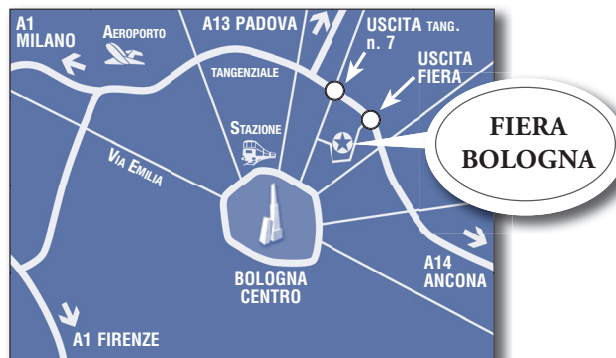 A1
MILANO
AEROPORTO
A13 PADOVA
USCITA TANG.
n. 7
USCITA
FIERA
TANGENZIALE
STAZIONE
FIERA
BOLOGNA
VIA EMILIA
BOLOGNA
CENTRO
A14
ANCONA
A1 FIRENZE